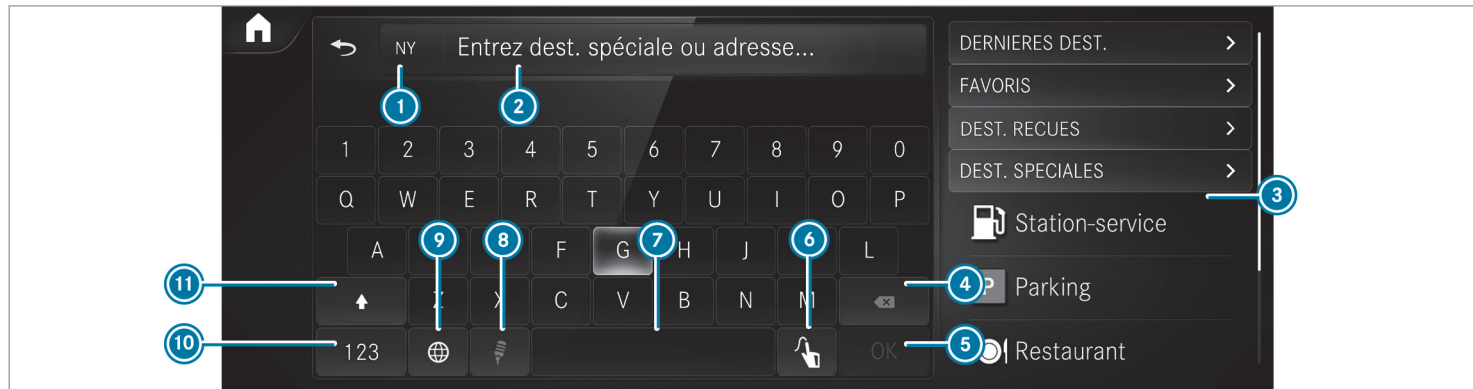 NY Entrez dest. spéciale ou adresse...
1 2
DERNIERES DEST.
FAVORIS
DEST. RECUES
DEST. SPECIALES
3
Station-service
P Parking
Restaurant
1 2 3 4 5 6 7 8 9 0
Q W E R T Y U I O P
A F G H J L
9 8 7 6
11 Z X C V B N M 4
10 123 OK 5